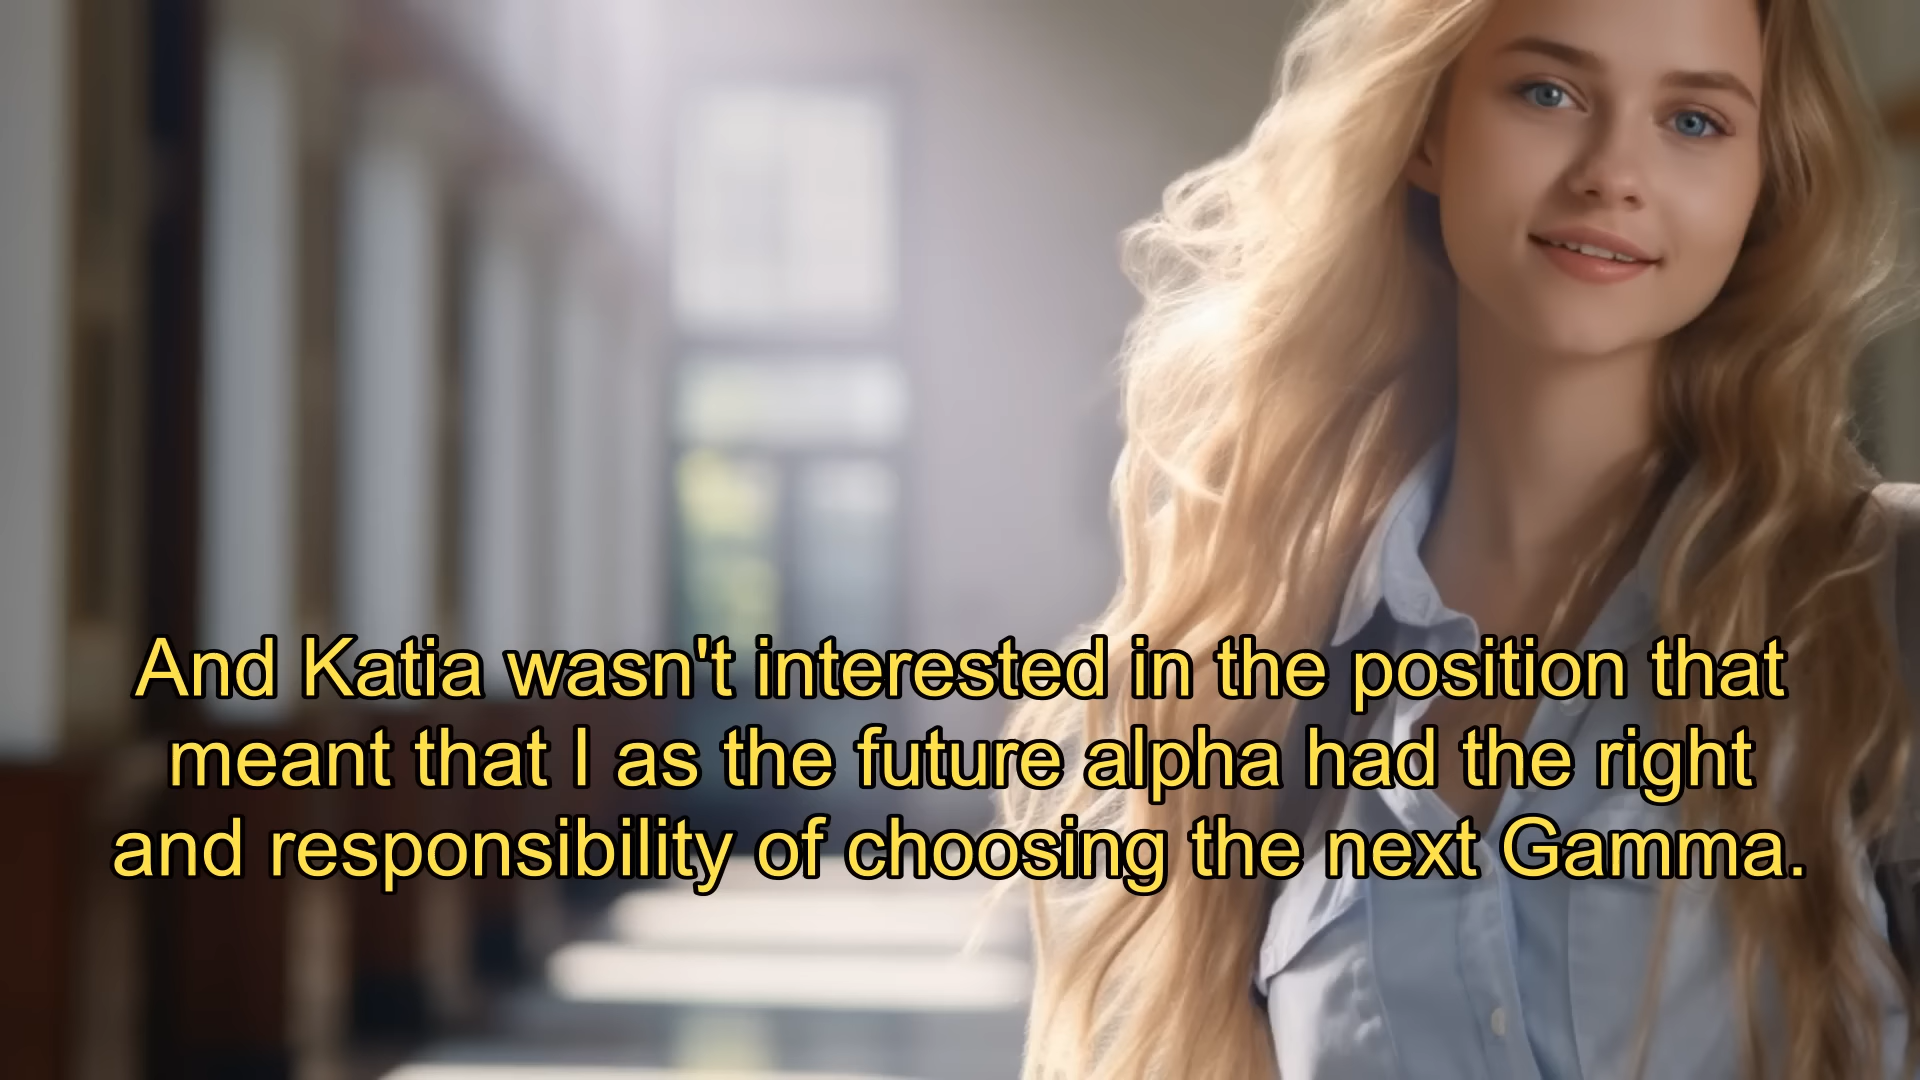 And Katia wasn't interested in the position that
meant that I as the future alpha had the right
and responsibility of choosing the next Gamma.